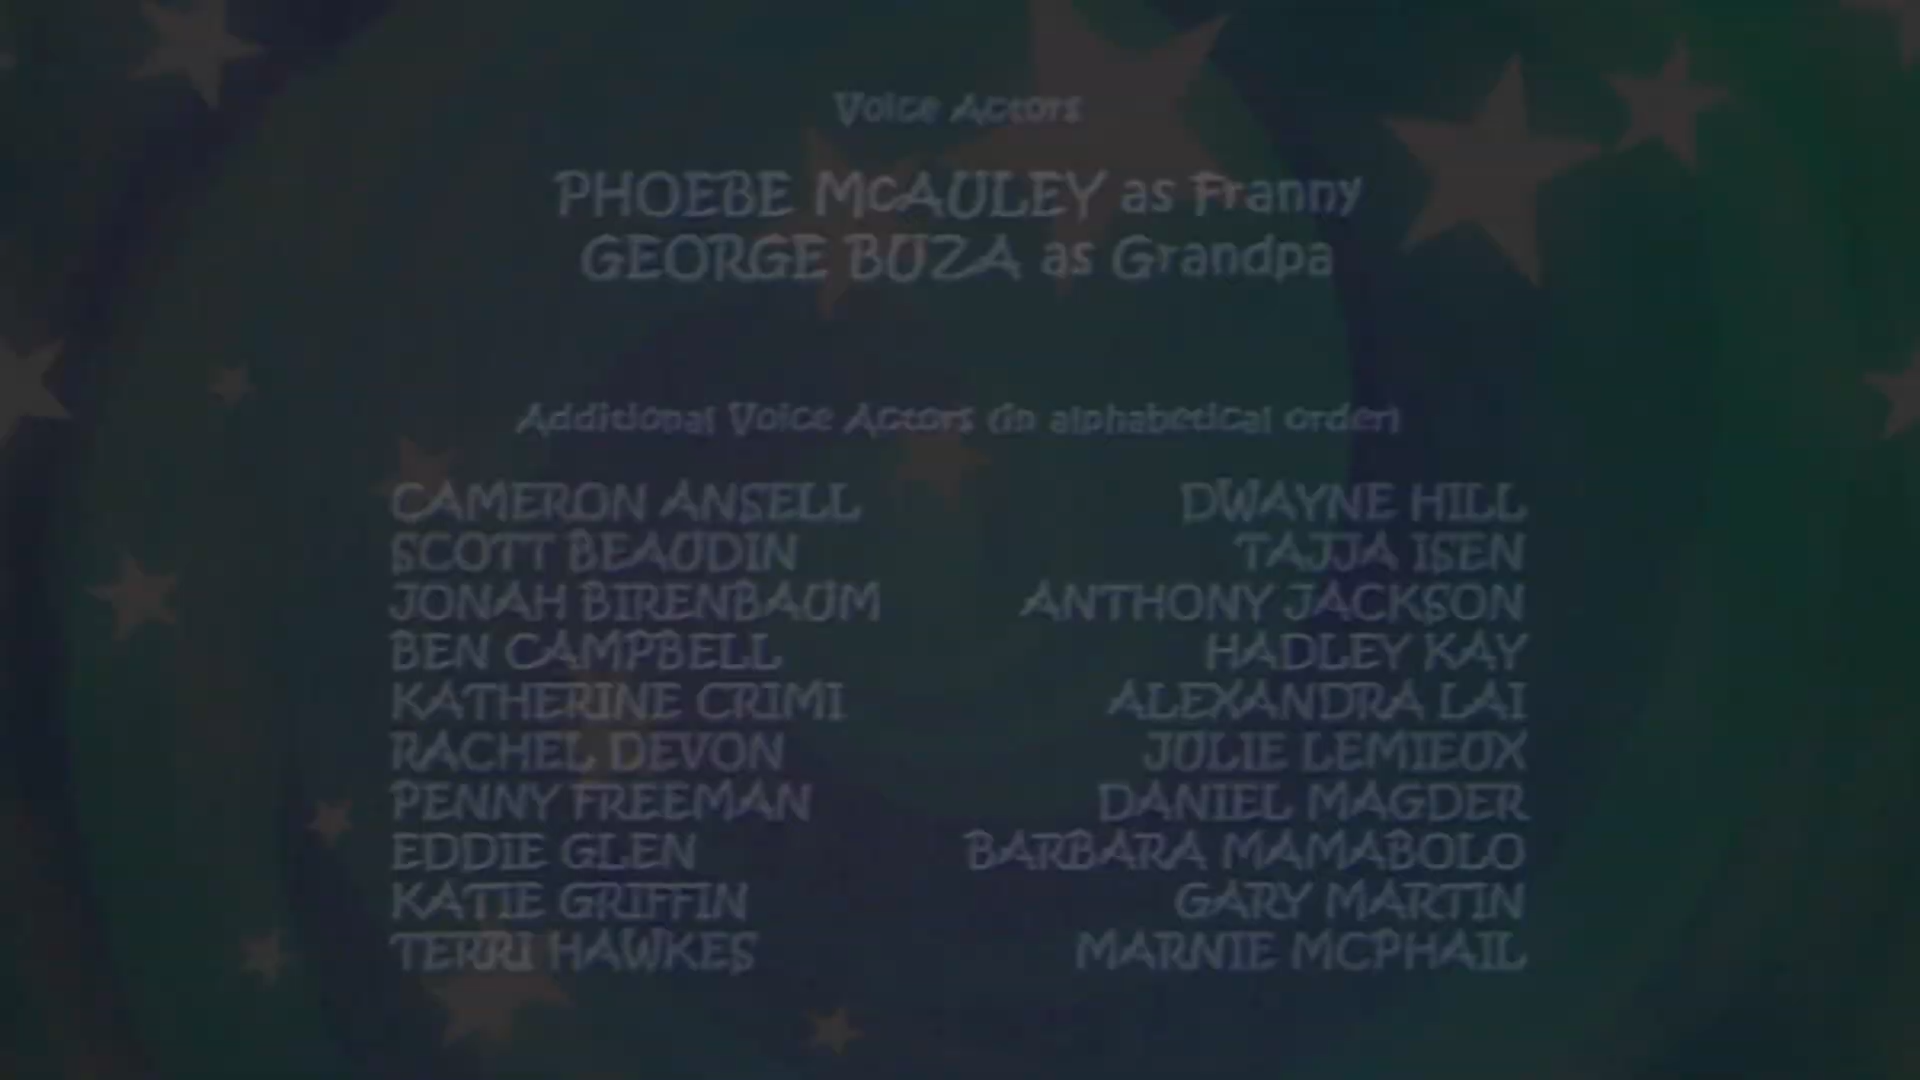 Voice Actors
PHOEBE McAULEY as Franny
GEORGE BUZA as Grandpa
Additional Voice Actors (in alphabetical order)
CAMERON ANSELL
SCOTT BEAUDIN
JONAH BIRENBAUM
BEN CAMPBELL
KATHERINE CRIMI
RACHEL DEVON
PENNY FREEMAN
EDDIE GLEN
KATIE GRIFFIN
TERRI HAWKES
DWAYNE HILL
TAJJA ISEN
ANTHONY JACKSON
HADLEY KAY
ALEXANDRA LAI
JULIE LEMIEUX
DANIEL MAGDER
BARBARA MAMABOLO
GARY MARTIN
MARNIE MCPHAIL